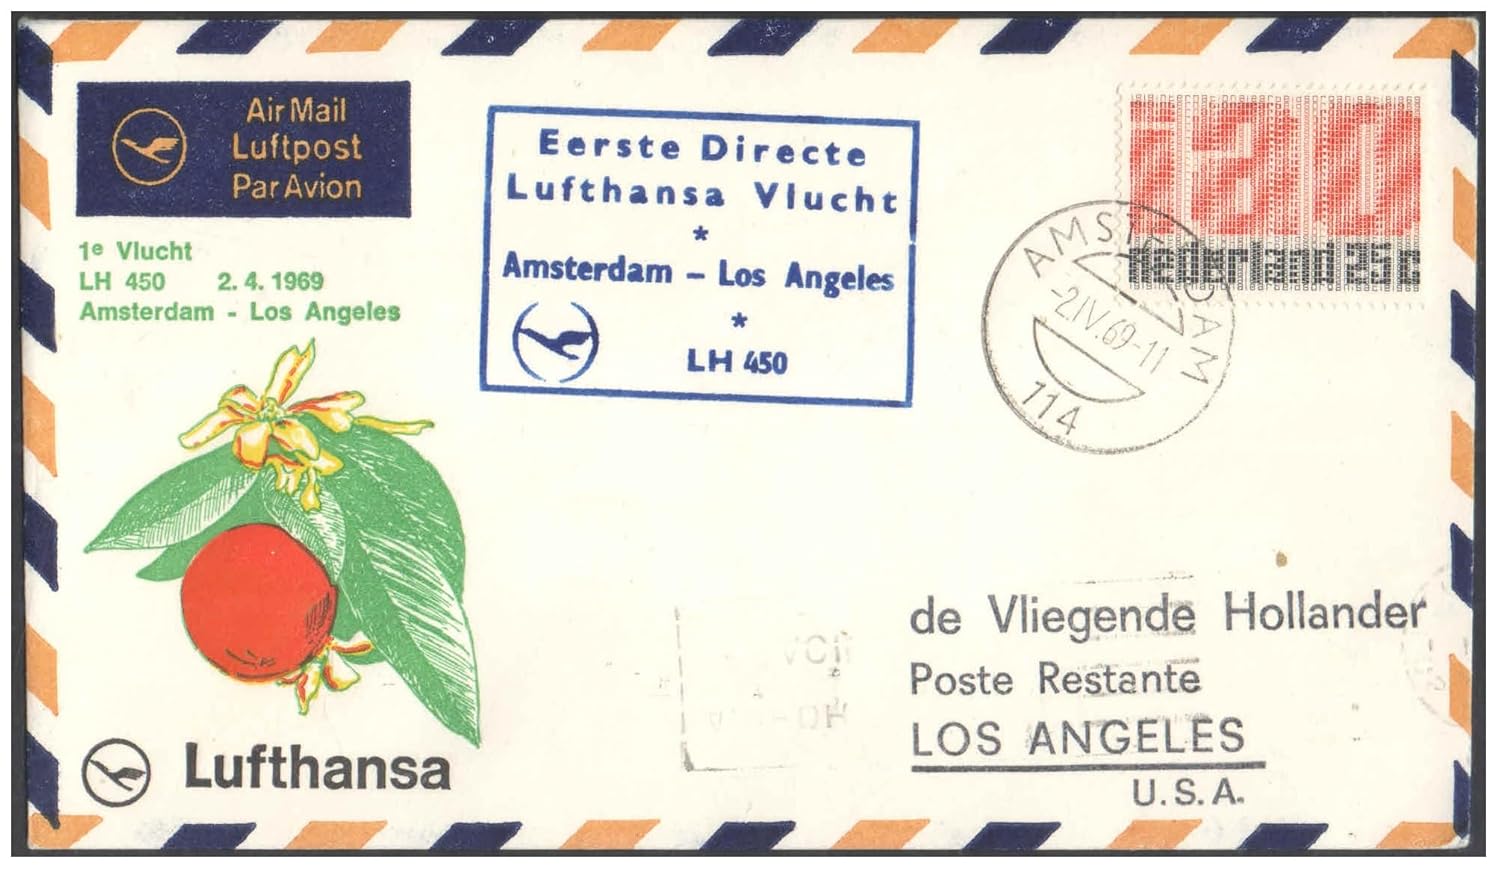 Air Mail
Luftpost
Par Avion
1e Vlucht
LH 450 2. 4. 1969
Amsterdam - Los Angeles
Eerste Directe
Lufthansa Vlucht
*
Amsterdam - Los Angeles
*
LH 450
Nederland 25 c
AMSTERDAM
-2.IV.69-11
114
de Vliegende Hollander
Poste Restante
LOS ANGELES
U.S.A.
Lufthansa